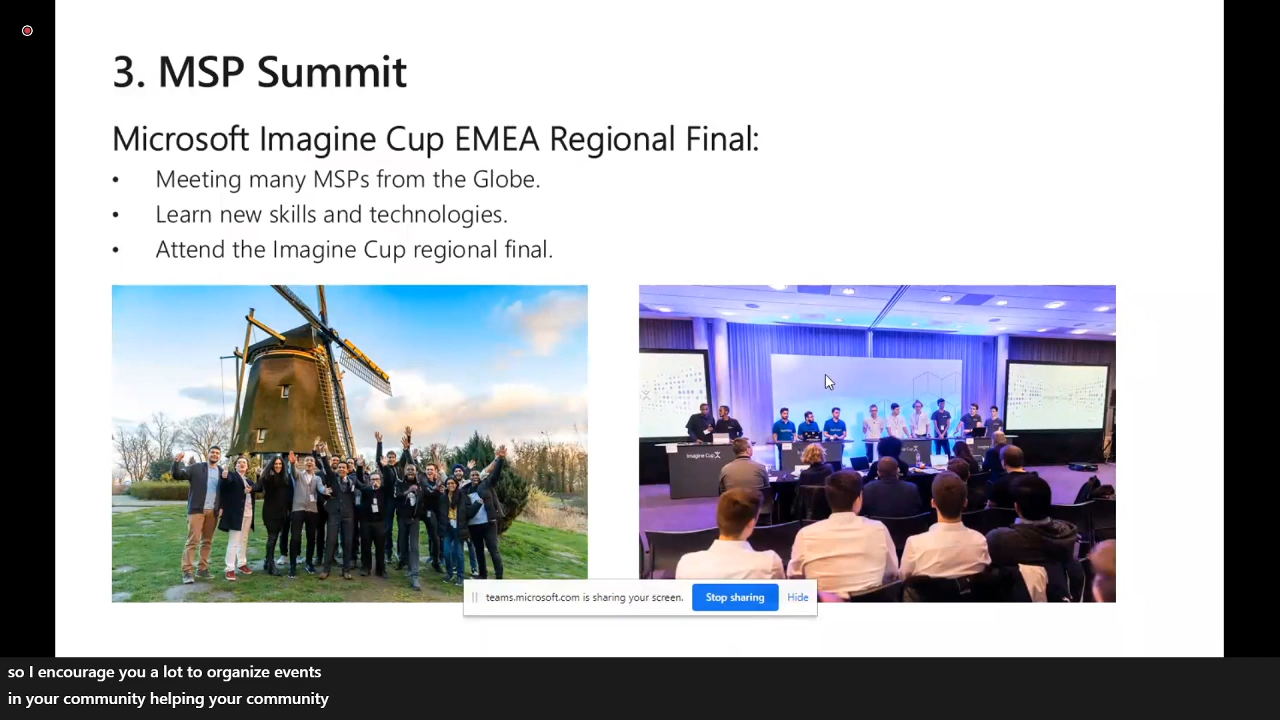 3. MSP Summit
Microsoft Imagine Cup EMEA Regional Final:
• Meeting many MSPs from the Globe.
• Learn new skills and technologies.
• Attend the Imagine Cup regional final.
Imagine Cup
Imagine Cup
teams.microsoft.com is sharing your screen. Stop sharing Hide
so I encourage you a lot to organize events
in your community helping your community